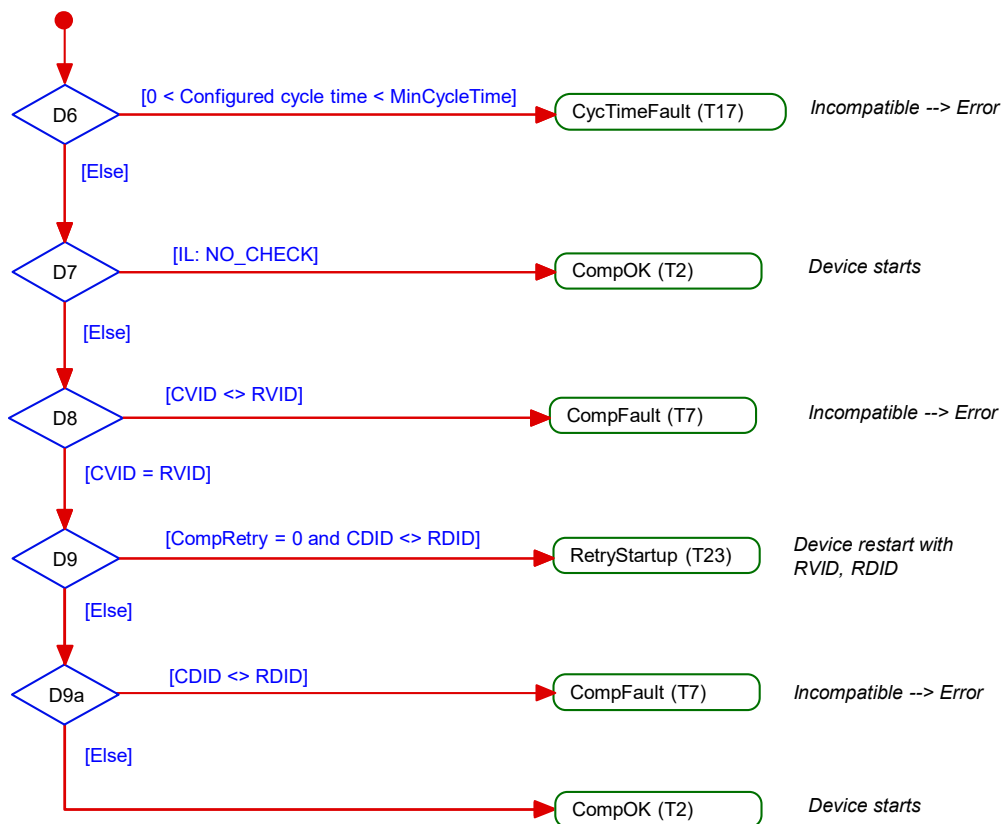 [0 < Configured cycle time < MinCycleTime]
D6
CycTimeFault (T17)
Incompatible --> Error
[Else]
[IL: NO_CHECK]
D7
CompOK (T2)
Device starts
[Else]
[CVID <> RVID]
D8
CompFault (T7)
Incompatible --> Error
[CVID = RVID]
[CompRetry = 0 and CDID <> RDID]
D9
RetryStartup (T23)
Device restart with
RVID, RDID
[Else]
[CDID <> RDID]
D9a
CompFault (T7)
Incompatible --> Error
[Else]
CompOK (T2)
Device starts